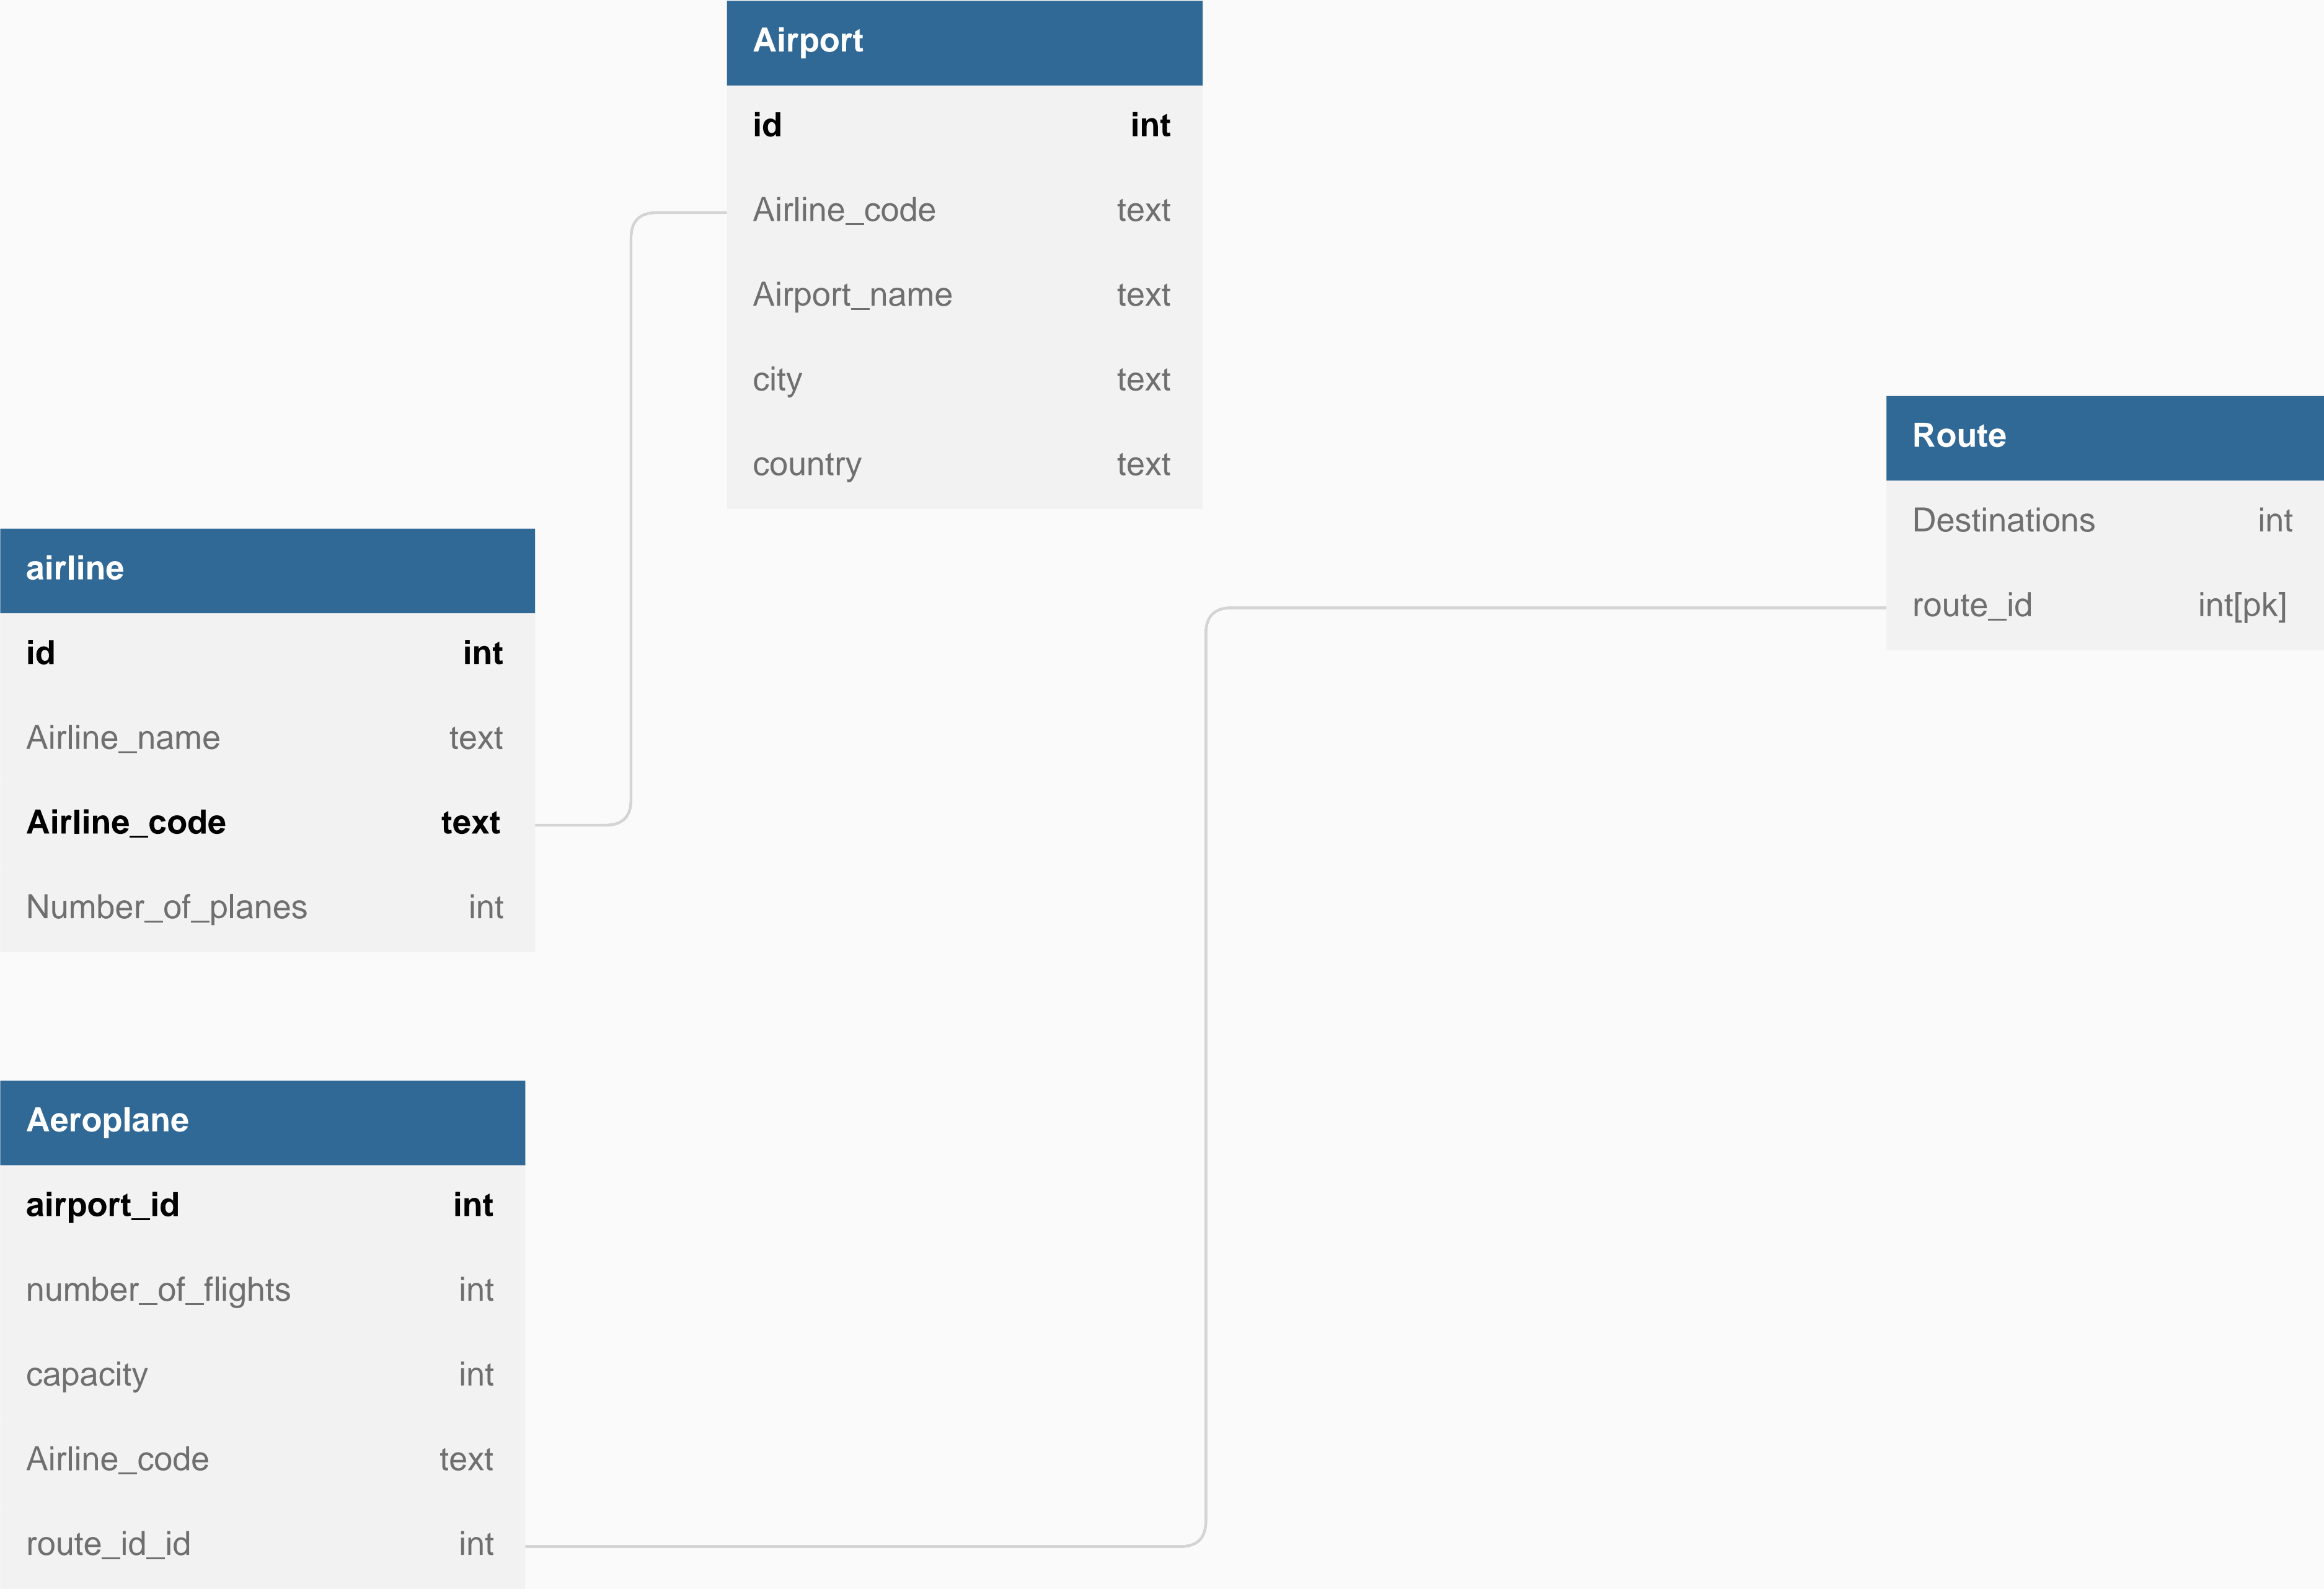 Airport
id int
Airline_code text
Airport_name text
city text
country text
Route
Destinations int
route_id int[pk]
airline
id int
Airline_name text
Airline_code text
Number_of_planes int
Aeroplane
airport_id int
number_of_flights int
capacity int
Airline_code text
route_id_id int